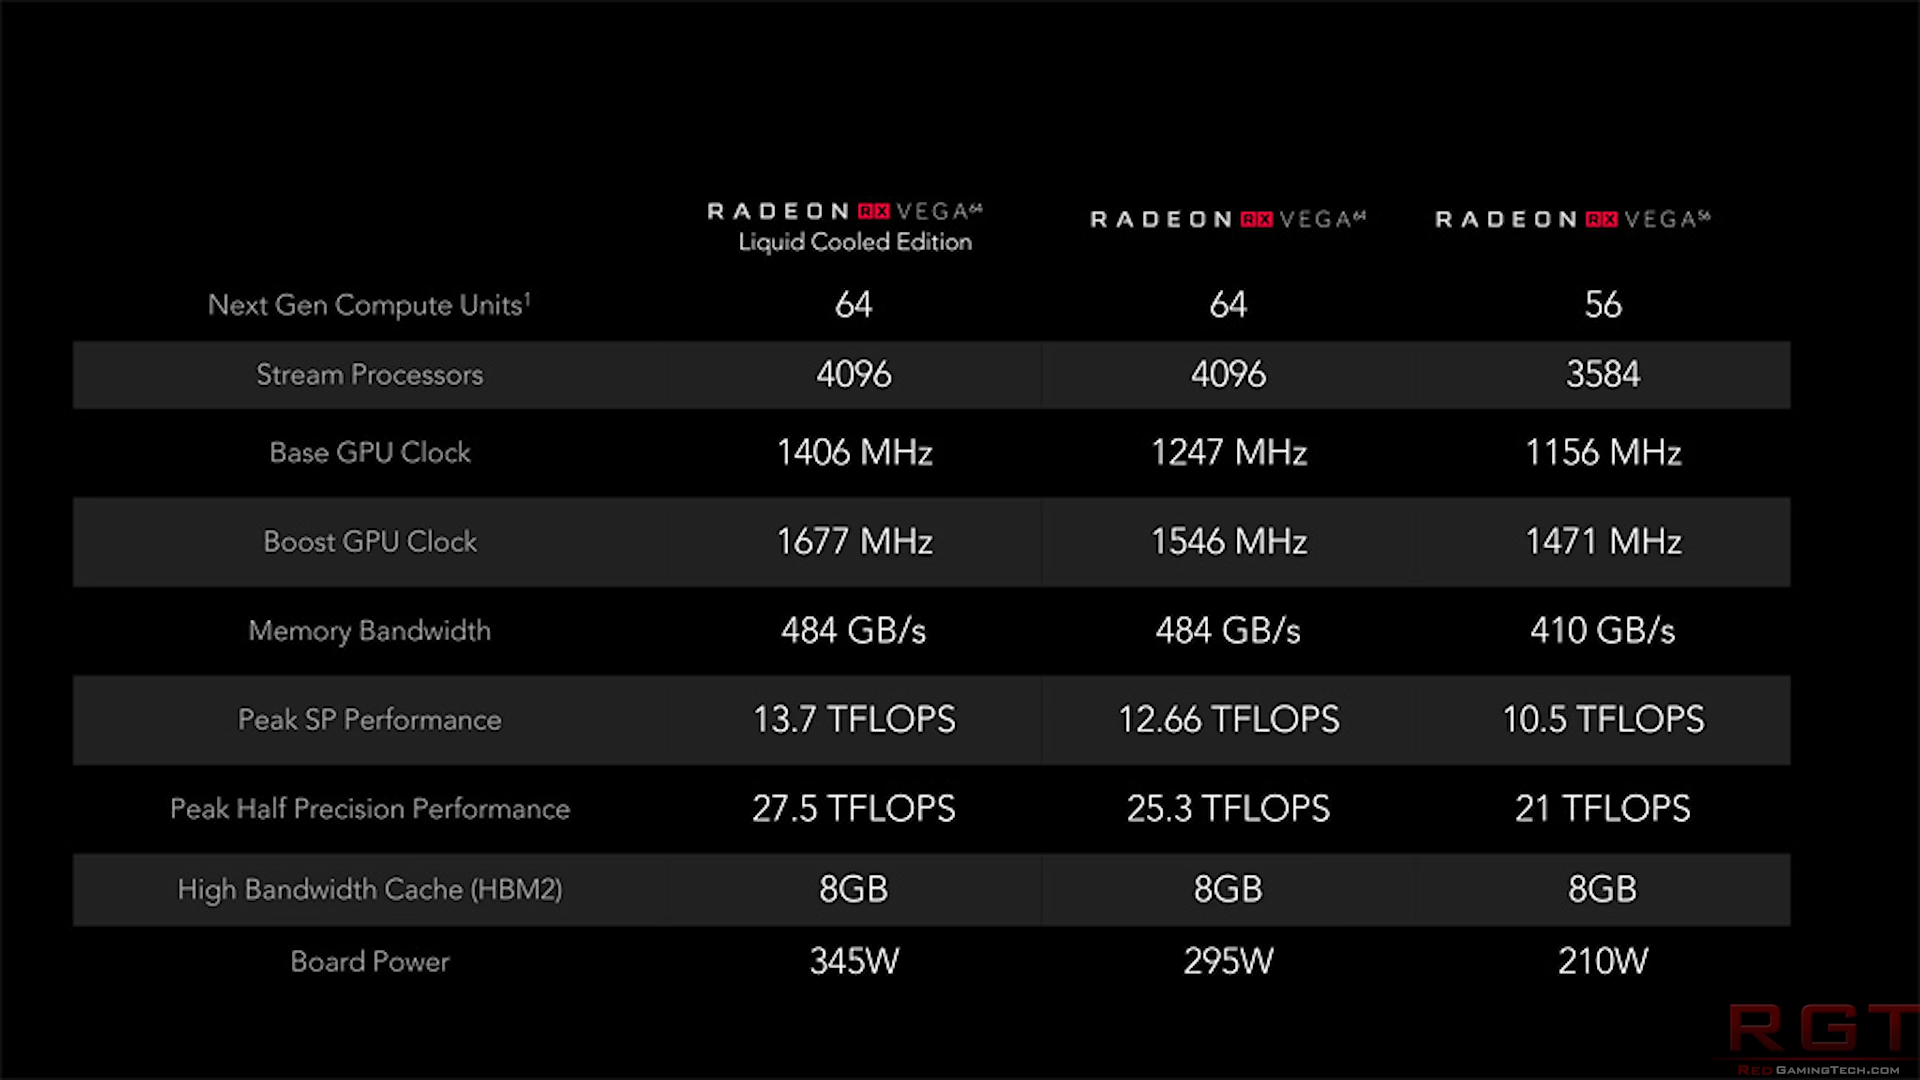 RADEON RX VEGA⁶⁴ RADEON RX VEGA⁶⁴ RADEON RX VEGA⁵⁶
Liquid Cooled Edition
Next Gen Compute Units¹ 64 64 56
Stream Processors 4096 4096 3584
Base GPU Clock 1406 MHz 1247 MHz 1156 MHz
Boost GPU Clock 1677 MHz 1546 MHz 1471 MHz
Memory Bandwidth 484 GB/s 484 GB/s 410 GB/s
Peak SP Performance 13.7 TFLOPS 12.66 TFLOPS 10.5 TFLOPS
Peak Half Precision Performance 27.5 TFLOPS 25.3 TFLOPS 21 TFLOPS
High Bandwidth Cache (HBM2) 8GB 8GB 8GB
Board Power 345W 295W 210W
RGT
REDGAMINGTECH.COM